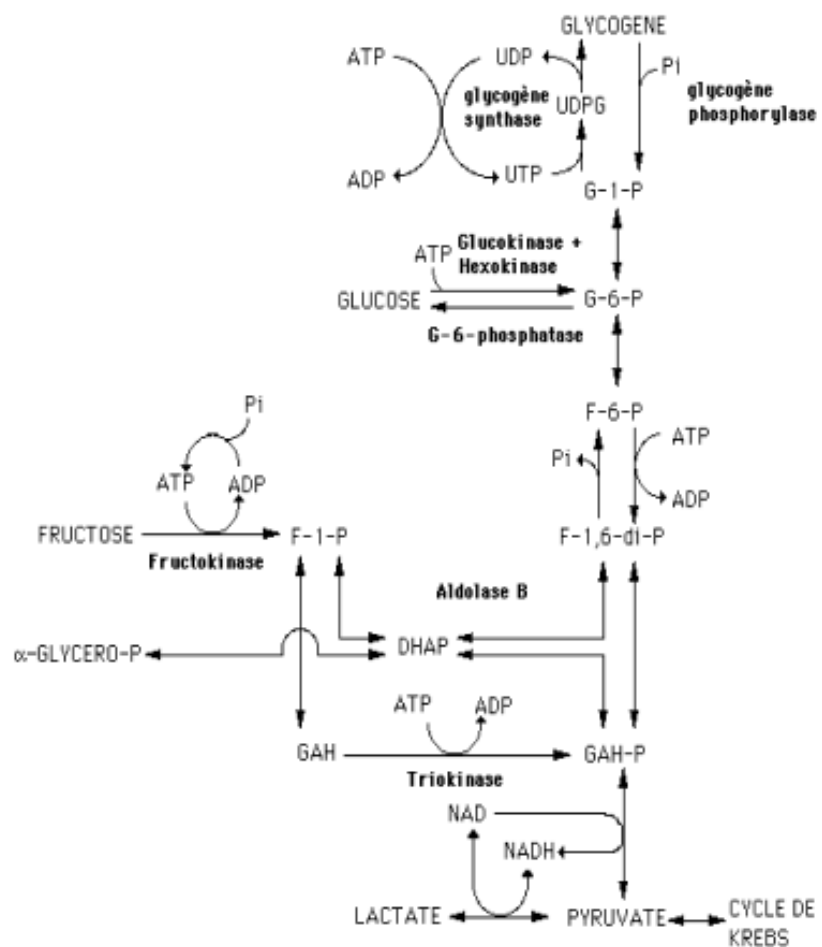 GLYCOGENE
ATP
UDP
Pi
glycogène
synthase
UDPG
glycogène
phosphorylase
ADP
UTP
G-1-P
Glucokinase +
Hexokinase
ATP
GLUCOSE
G-6-P
G-6-phosphatase
F-6-P
Pi
ATP
Pi
ATP
ADP
ADP
FRUCTOSE
F-1-P
F-1,6-di-P
Fructokinase
Aldolase B
α-GLYCERO-P
DHAP
ATP
ADP
GAH
GAH-P
Triokinase
NAD
NADH
LACTATE
PYRUVATE
CYCLE DE
KREBS